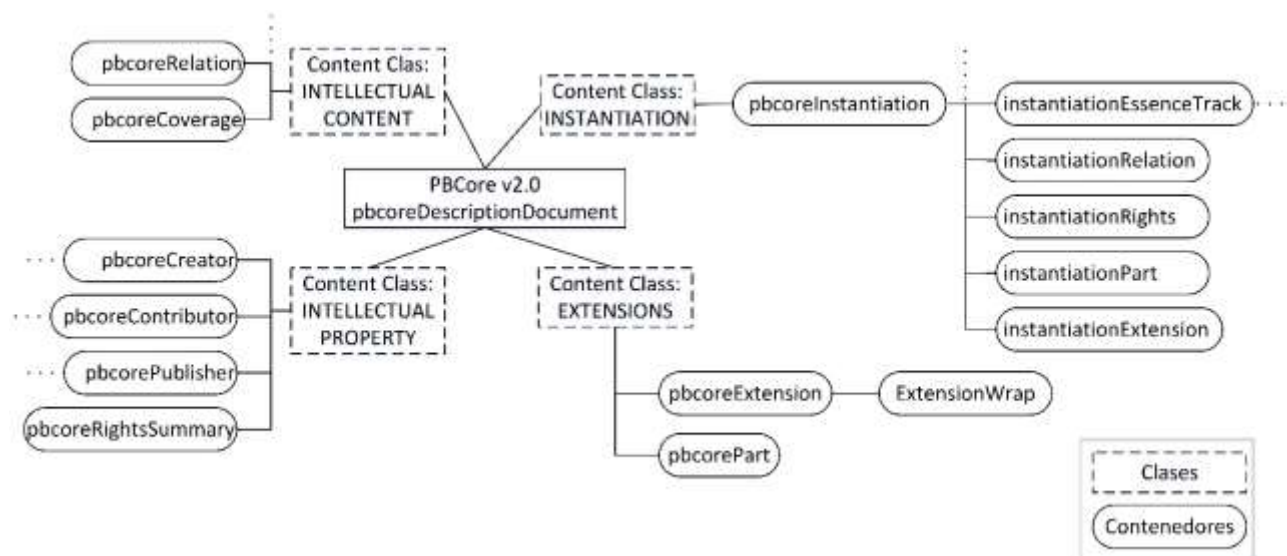 pbcoreRelation
pbcoreCoverage
Content Clas:
INTELLECTUAL
CONTENT
Content Class:
INSTANTIATION
pbcoreInstantiation
instantiationEssenceTrack
instantiationRelation
instantiationRights
instantiationPart
instantiationExtension
PBCore v2.0
pbcoreDescriptionDocument
pbcoreCreator
pbcoreContributor
pbcorePublisher
pbcoreRightsSummary
Content Class:
INTELLECTUAL
PROPERTY
Content Class:
EXTENSIONS
pbcoreExtension
ExtensionWrap
pbcorePart
Clases
Contenedores